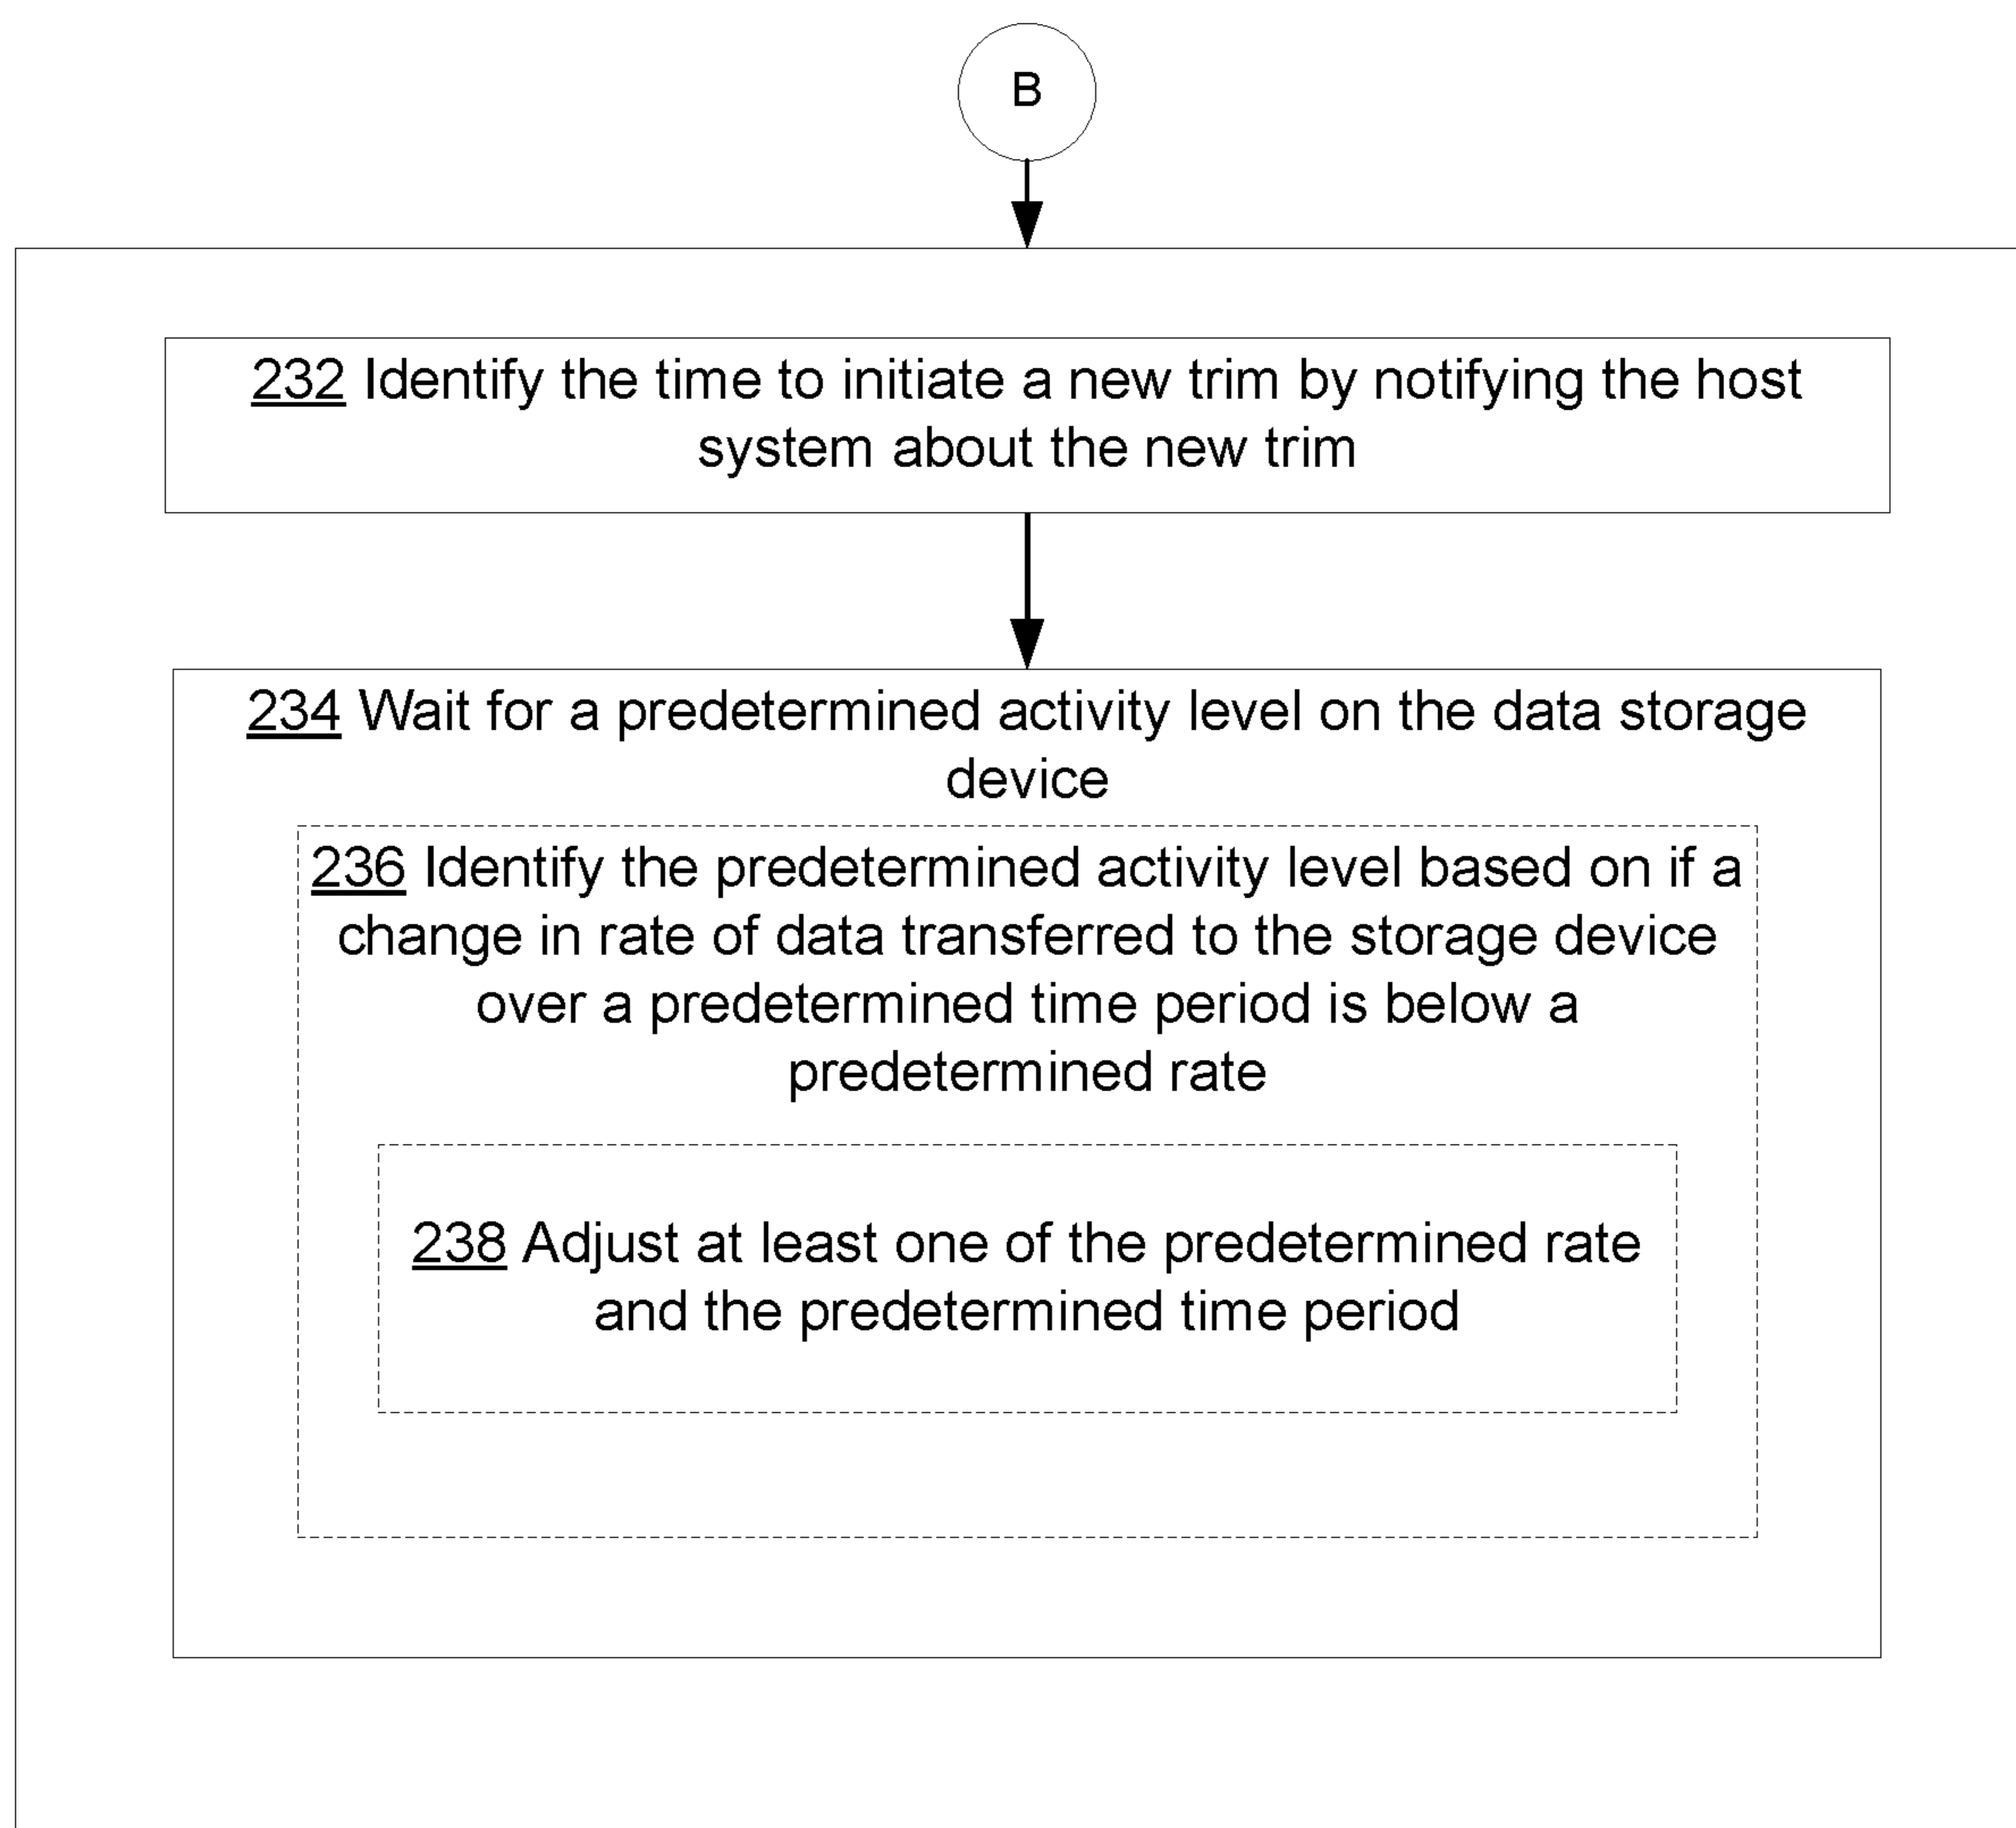 B
232 Identify the time to initiate a new trim by notifying the host
system about the new trim
234 Wait for a predetermined activity level on the data storage
device
236 Identify the predetermined activity level based on if a
change in rate of data transferred to the storage device
over a predetermined time period is below a
predetermined rate
238 Adjust at least one of the predetermined rate
and the predetermined time period